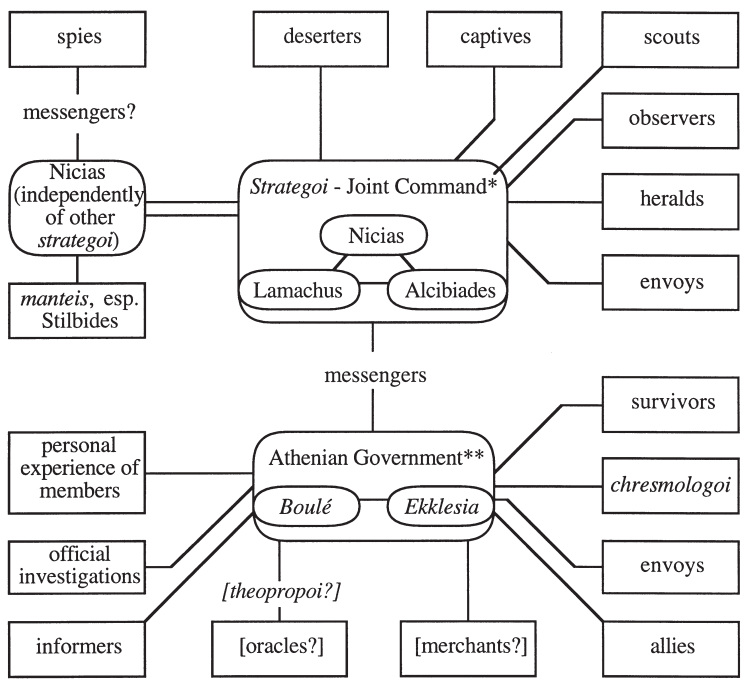 spies
deserters
captives
scouts
messengers?
observers
Nicias
(independently
of other
strategoi)
Strategoi - Joint Command*
heralds
Nicias
Lamachus
Alcibiades
envoys
manteis, esp.
Stilbides
messengers
survivors
personal
experience of
members
Athenian Government**
Boulé
Ekklesia
chresmologoi
official
investigations
envoys
[theopropoi?]
informers
[oracles?]
[merchants?]
allies